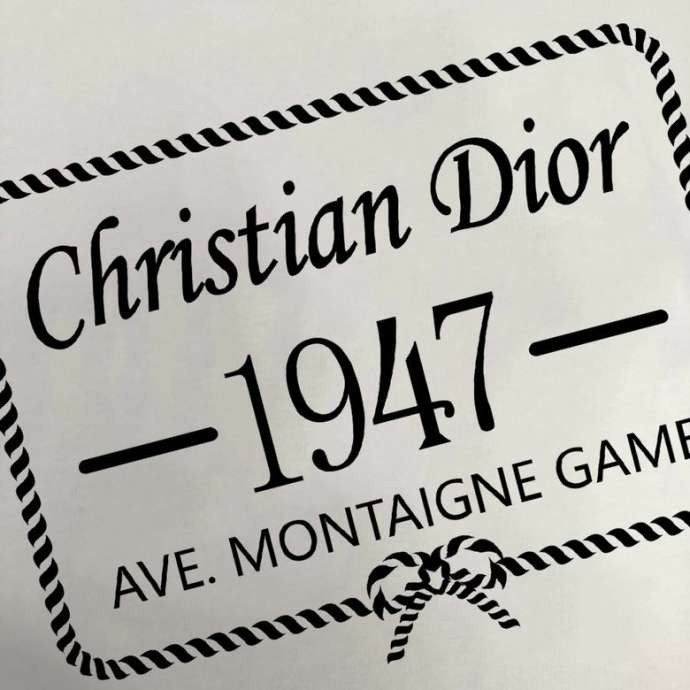 Christian Dior
— 1947 —
AVE. MONTAIGNE GAME